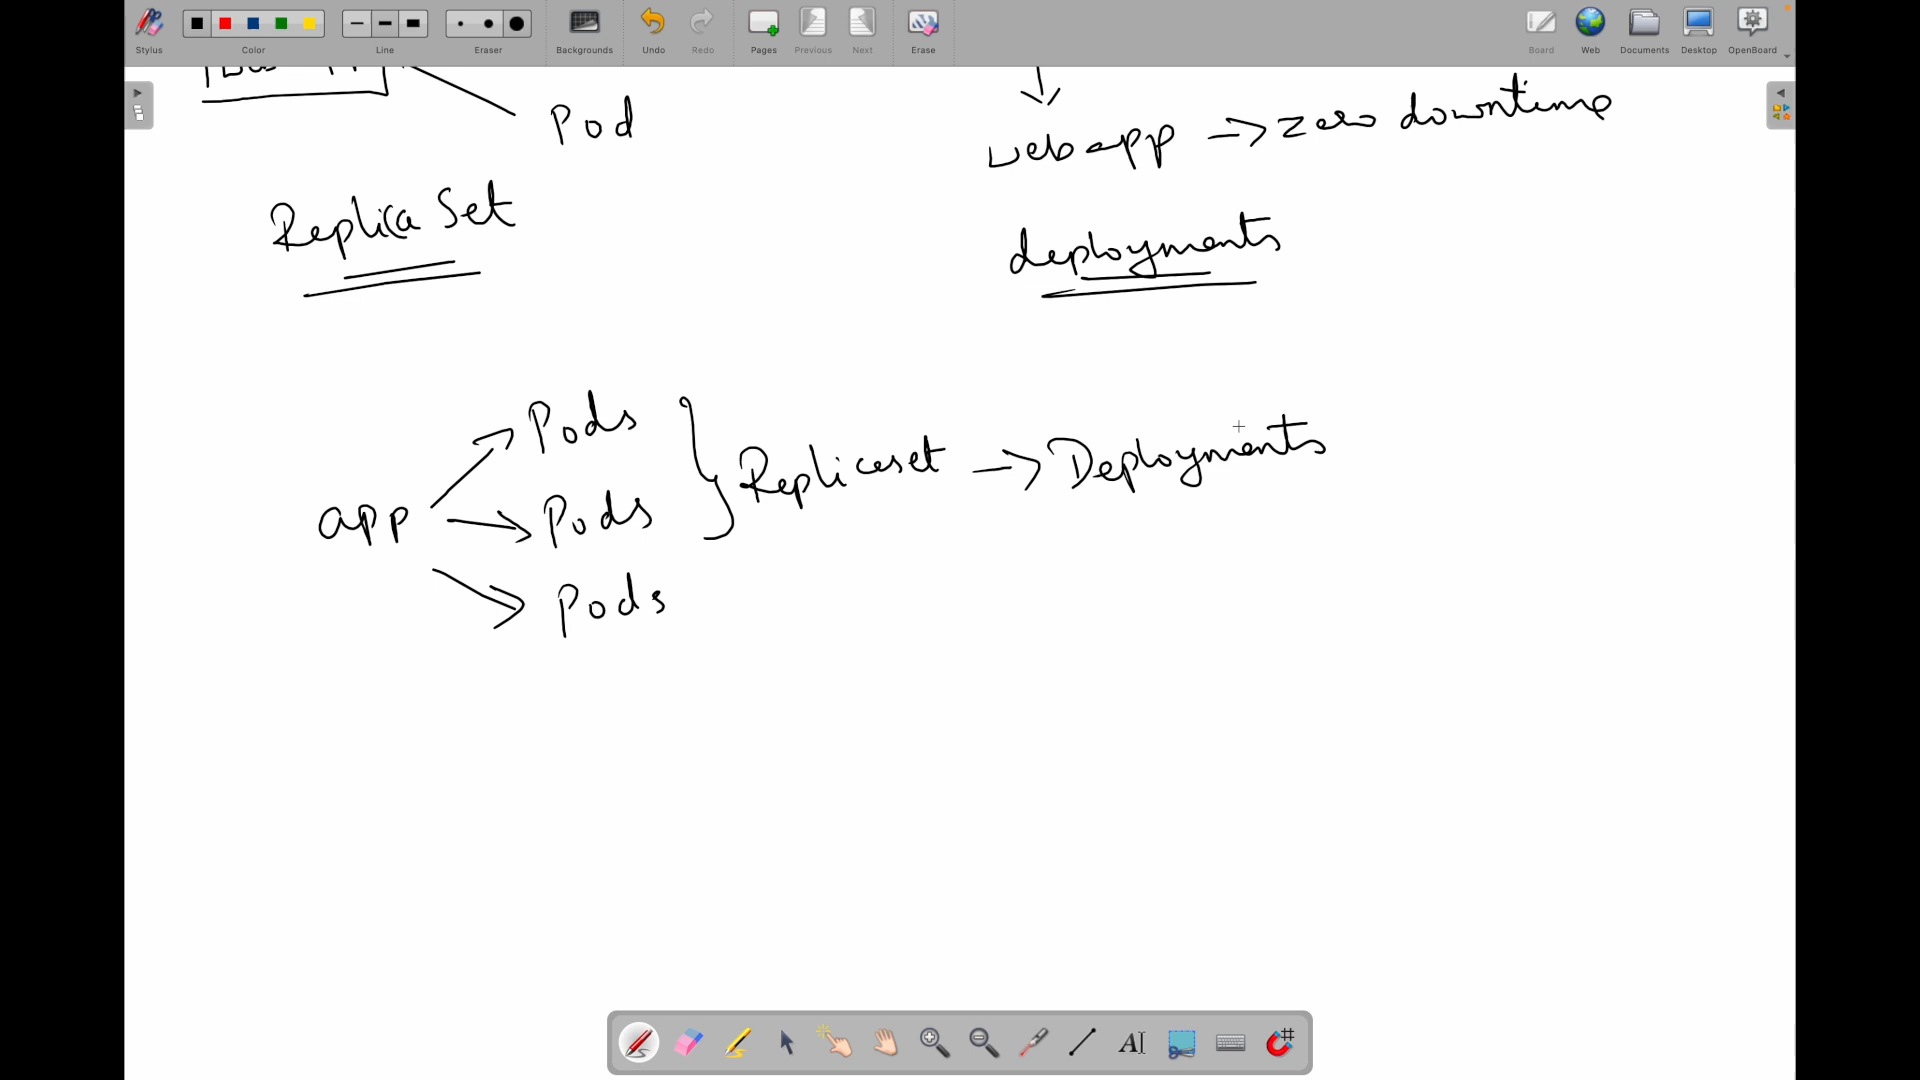 Stylus
Color
Line
Eraser
Backgrounds
Undo
Redo
Pages
Previous
Next
Erase
Board
Web
Documents
Desktop
OpenBoard
Pod
webapp → zero downtime
Replica Set
deployments
Pods
Replicaset → Deployments
app
Pods
Pods
AI